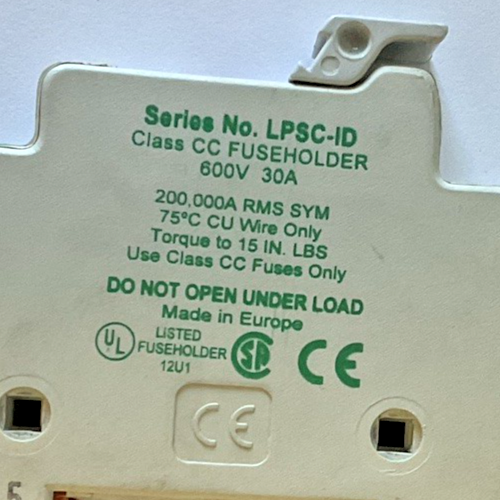 Series No. LPSC-ID
Class CC FUSEHOLDER
600V 30A
200,000A RMS SYM
75°C CU Wire Only
Torque to 15 IN. LBS
Use Class CC Fuses Only
DO NOT OPEN UNDER LOAD
Made in Europe
UL LISTED FUSEHOLDER 12U1
SA CE
CE